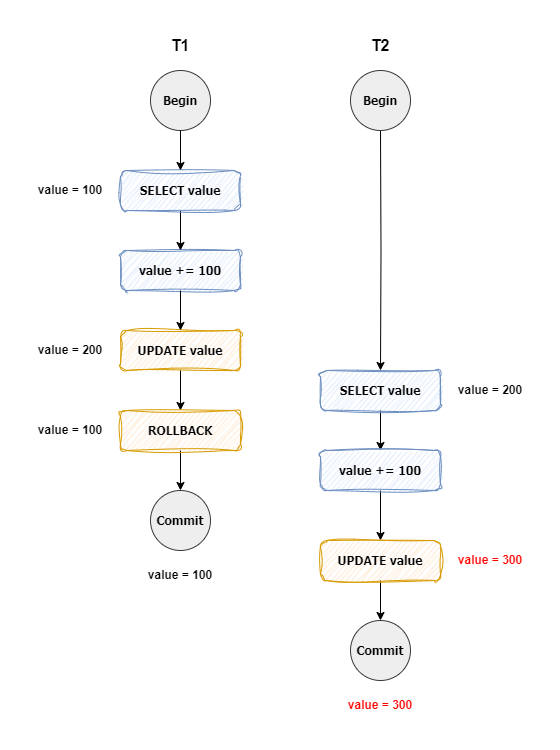 T1
T2
Begin
Begin
value = 100
SELECT value
value += 100
value = 200
UPDATE value
SELECT value
value = 200
value = 100
ROLLBACK
value += 100
Commit
UPDATE value
value = 300
value = 100
Commit
value = 300